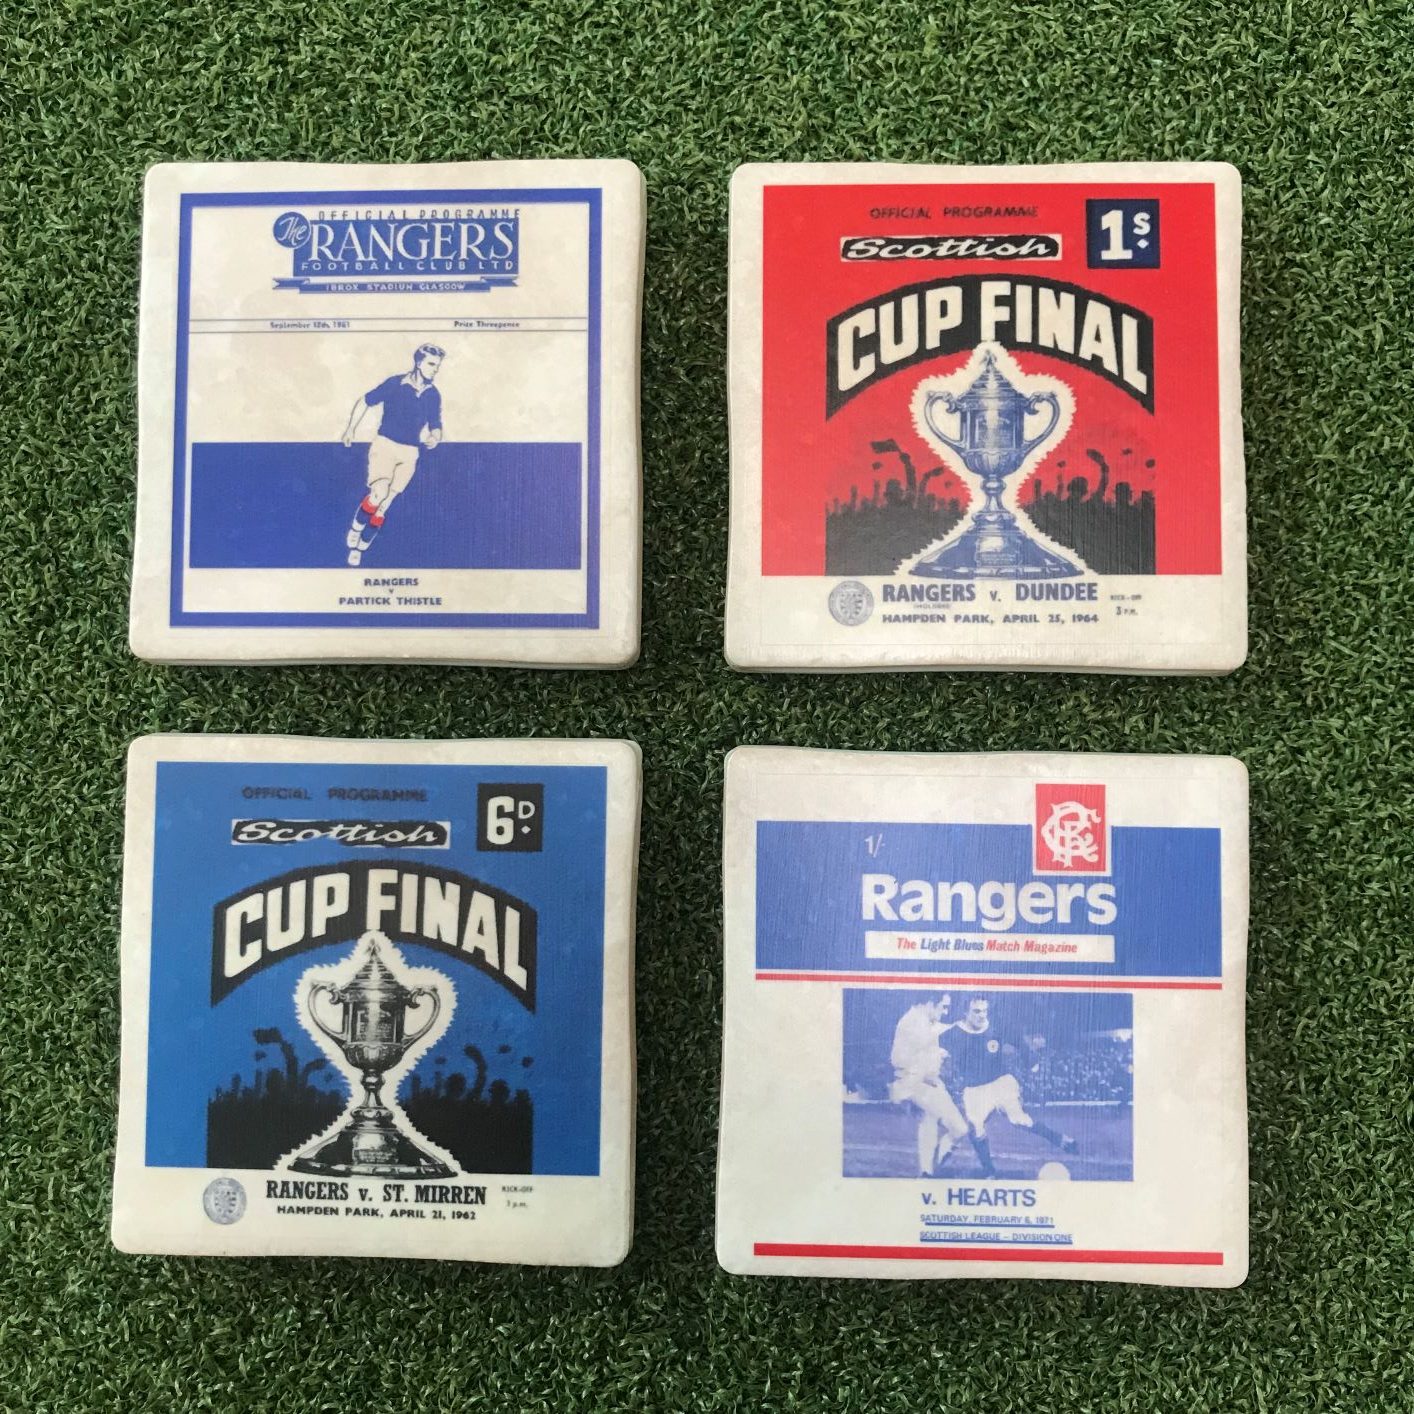 OFFICIAL PROGRAMME
The RANGERS
FOOTBALL CLUB LTD
IBROX STADIUM GLASGOW
Price Threepence
RANGERS
v
PARTICK THISTLE
OFFICIAL PROGRAMME
1S.
Scottish
CUP FINAL
RANGERS v. DUNDEE
KICK-OFF
3 P.M.
HAMPDEN PARK, APRIL 25, 1964
OFFICIAL PROGRAMME
6D.
Scottish
CUP FINAL
RANGERS v. ST. MIRREN
KICK-OFF
3 p.m.
HAMPDEN PARK, APRIL 21, 1962
1/-
Rangers
The Light Blues Match Magazine
v. HEARTS
SATURDAY, FEBRUARY 6, 1971
SCOTTISH LEAGUE – DIVISION ONE